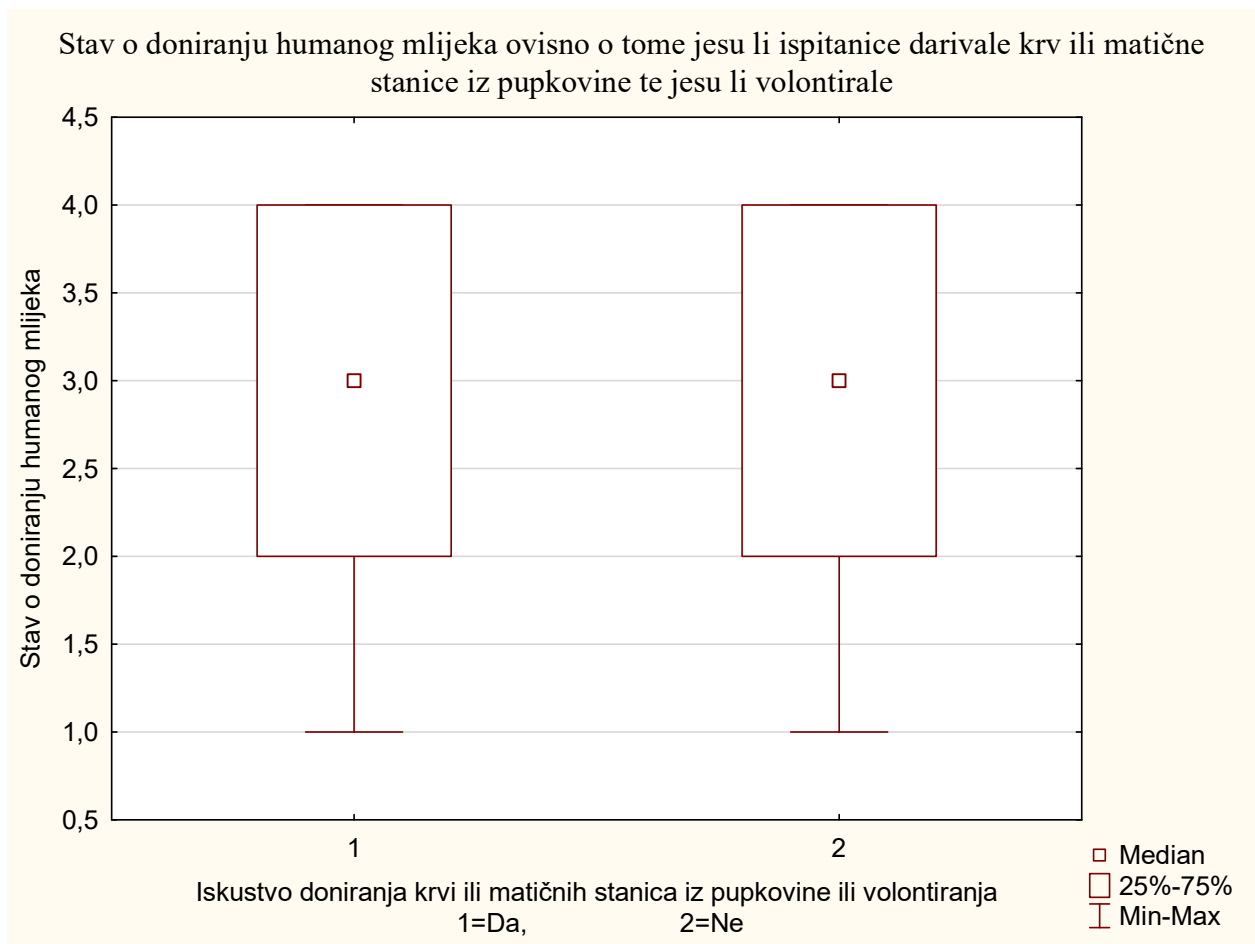 Stav o doniranju humanog mlijeka ovisno o tome jesu li ispitanice darivale krv ili matične
stanice iz pupkovine te jesu li volontirale
Stav o doniranju humanog mlijeka
4,5
4,0
3,5
3,0
2,5
2,0
1,5
1,0
0,5
1 2
Iskustvo doniranja krvi ili matičnih stanica iz pupkovine ili volontiranja
1=Da, 2=Ne
Median
25%-75%
Min-Max